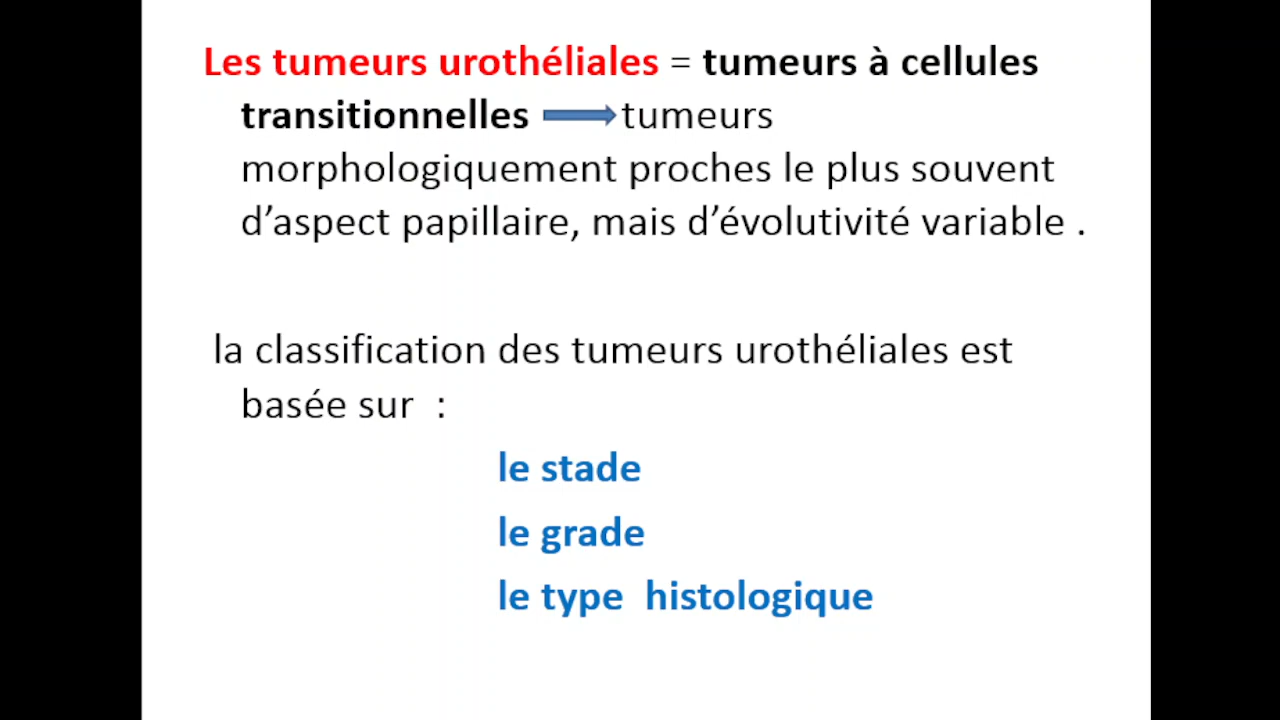 Les tumeurs urothéliales = tumeurs à cellules
transitionnelles tumeurs
morphologiquement proches le plus souvent
d’aspect papillaire, mais d’évolutivité variable .
la classification des tumeurs urothéliales est
basée sur :
le stade
le grade
le type histologique